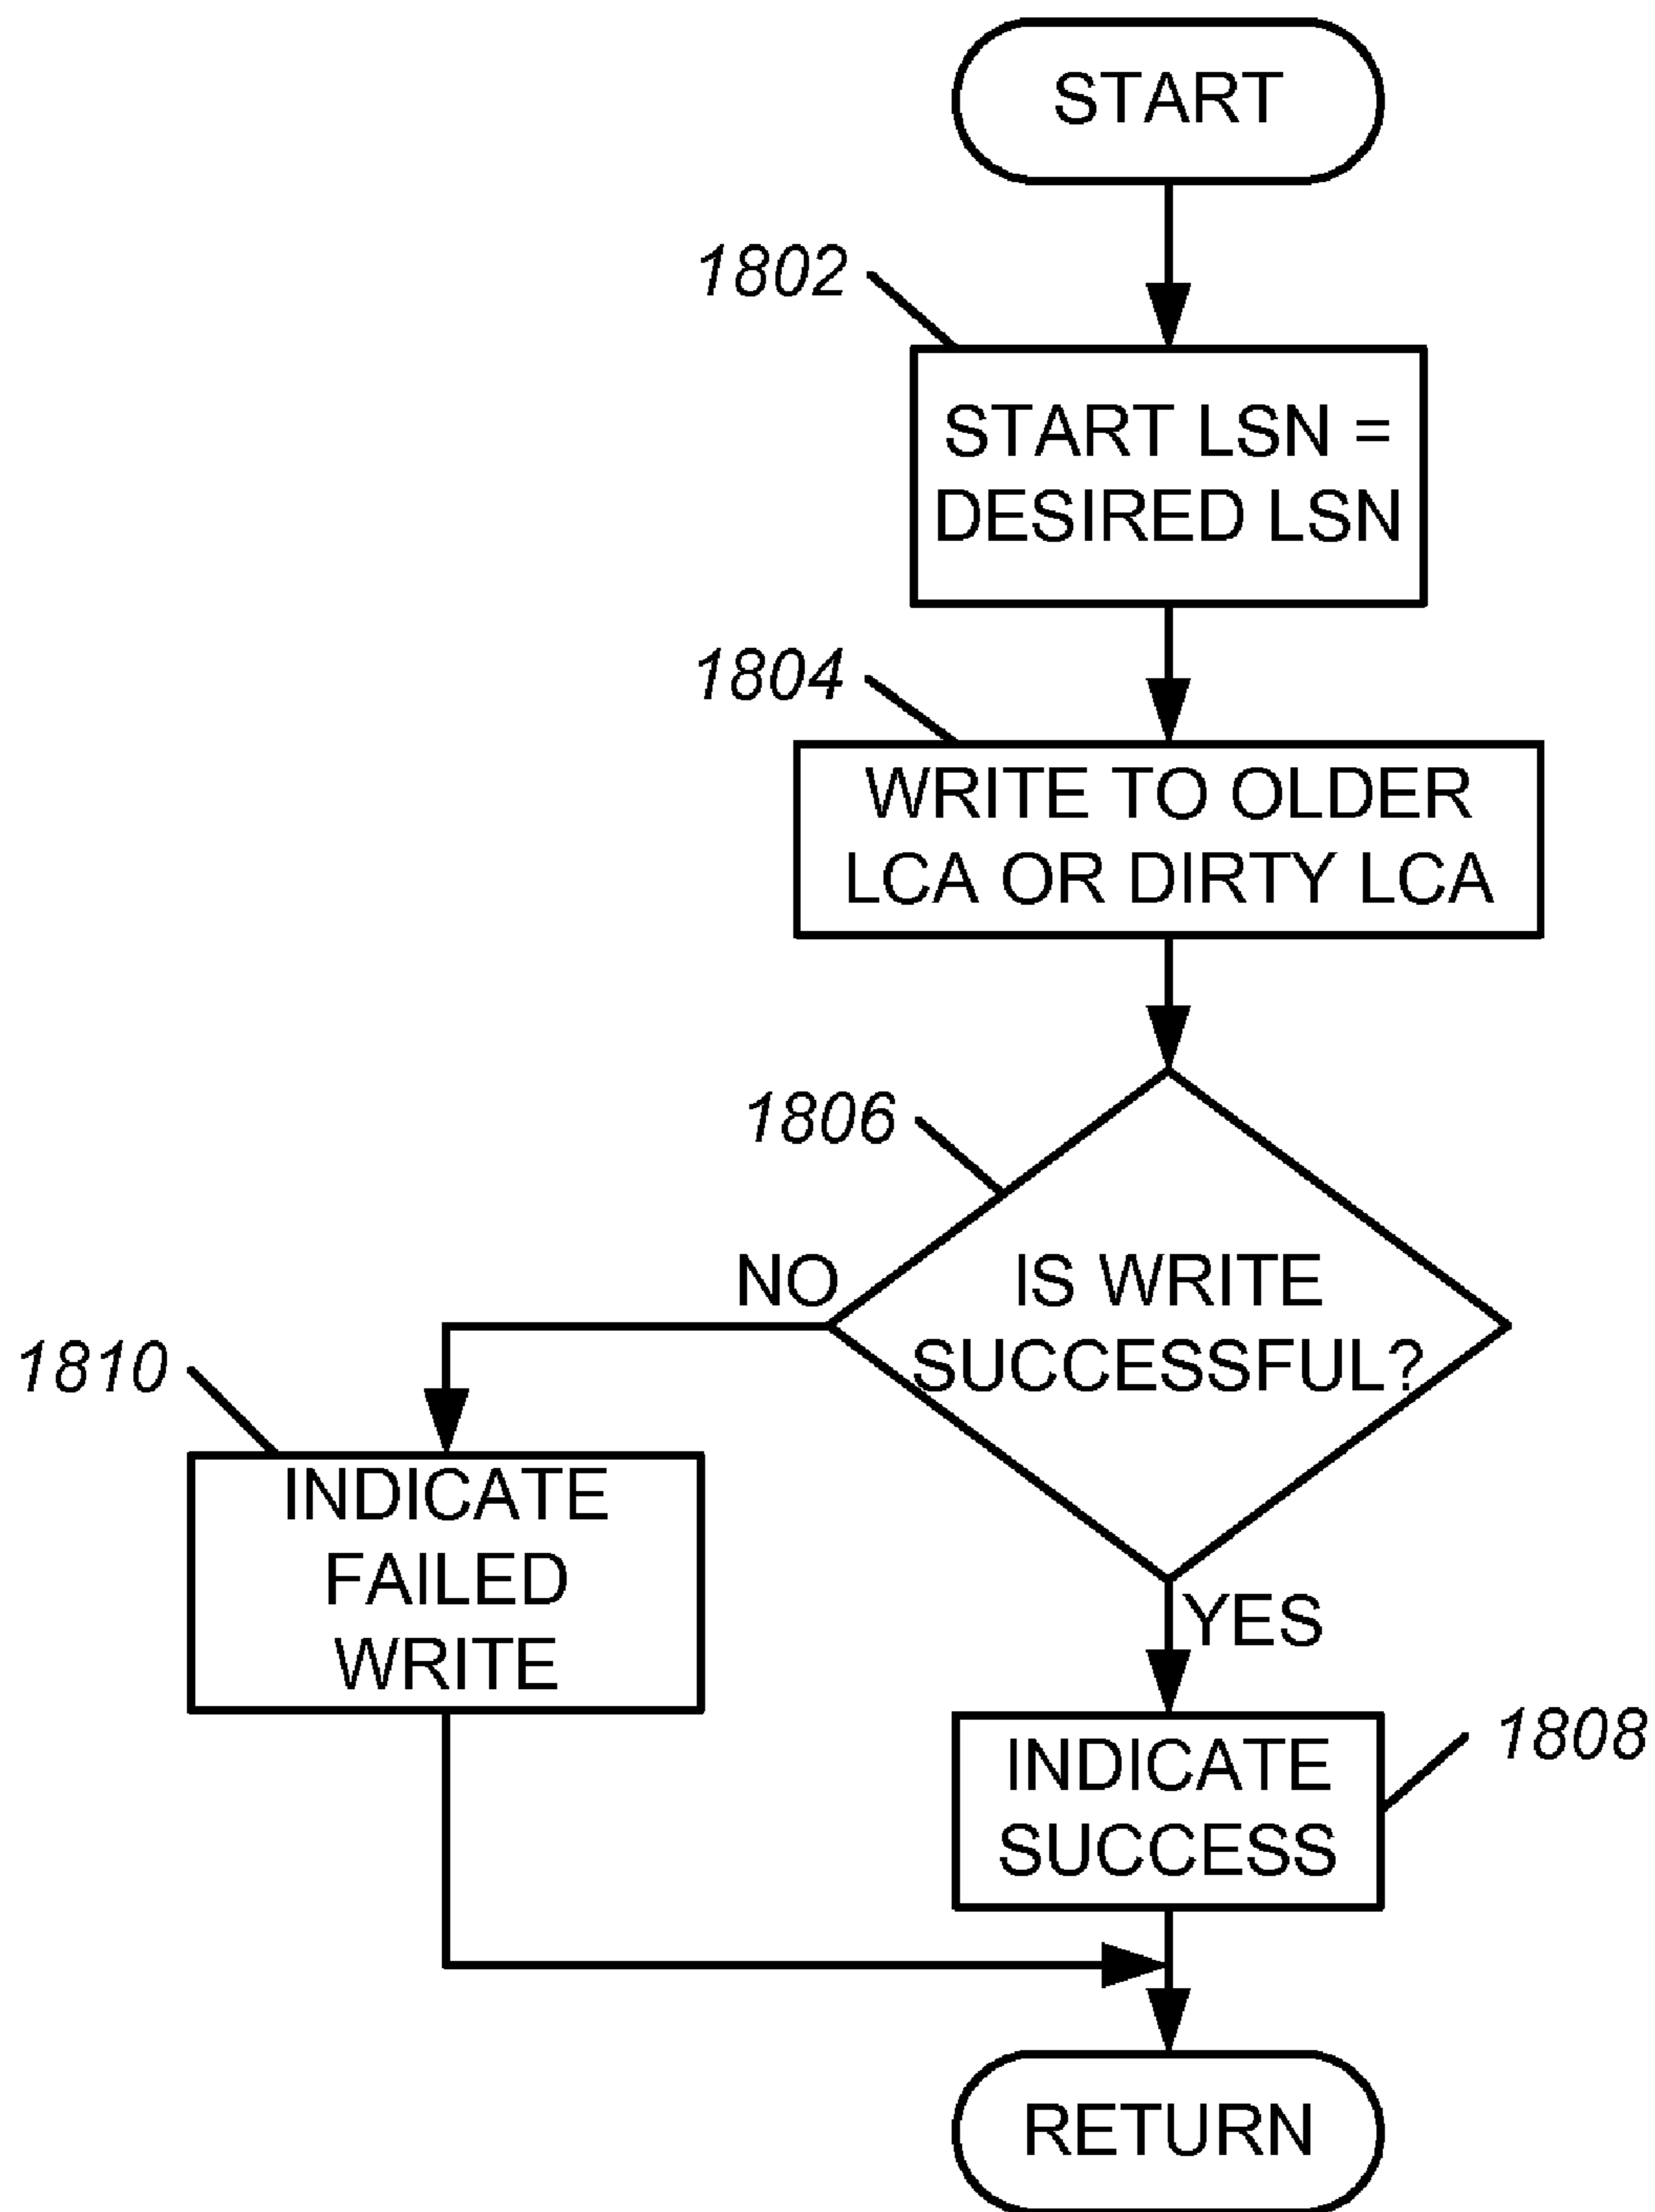 START
1802
START LSN =
DESIRED LSN
1804
WRITE TO OLDER
LCA OR DIRTY LCA
1806
NO
IS WRITE
SUCCESSFUL?
1810
INDICATE
FAILED
WRITE
YES
1808
INDICATE
SUCCESS
RETURN